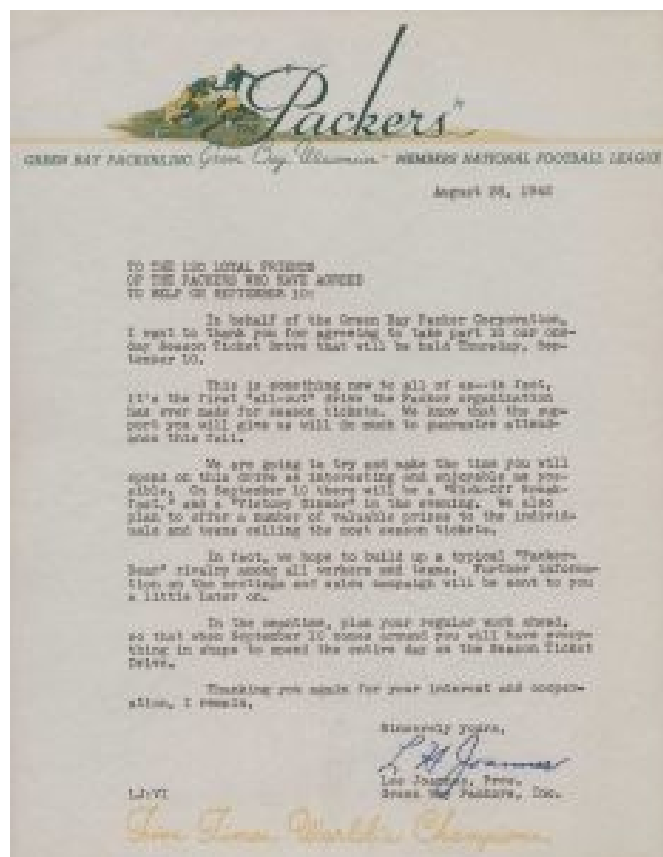 "Packers"
GREEN BAY PACKERS, INC. Green Bay, Wisconsin - MEMBERS NATIONAL FOOTBALL LEAGUE
August 28, 1942
TO THE 120 LOYAL FRIENDS
OF THE PACKERS WHO HAVE AGREED
TO HELP ON SEPTEMBER 10:
In behalf of the Green Bay Packer Corporation,
I want to thank you for agreeing to take part in our one-
day Season Ticket Drive that will be held Thursday, Sep-
tember 10.
This is something new to all of us--in fact,
it's the first "all-out" drive the Packer organization
has ever made for season tickets. We know that the sup-
port you will give us will do much to guarantee attend-
ance this fall.
We are going to try and make the time you will
spend on this drive as interesting and enjoyable as pos-
sible. On September 10 there will be a "Kick-Off Break-
fast," and a "Victory Dinner" in the evening. We also
plan to offer a number of valuable prizes to the individ-
uals and teams selling the most season tickets.
In fact, we hope to build up a typical "Packer-
Bear" rivalry among all workers and teams. Further informa-
tion on the meetings and sales campaign will be sent to you
a little later on.
In the meantime, plan your regular work ahead,
so that when September 10 comes around you will have every-
thing in shape to spend the entire day on the Season Ticket
Drive.
Thanking you again for your interest and cooper-
ation, I remain,
Sincerely yours,
L H Joannes
Lee Joannes, Pres.
Green Bay Packers, Inc.
LJ:VI
Five Times World's Champions